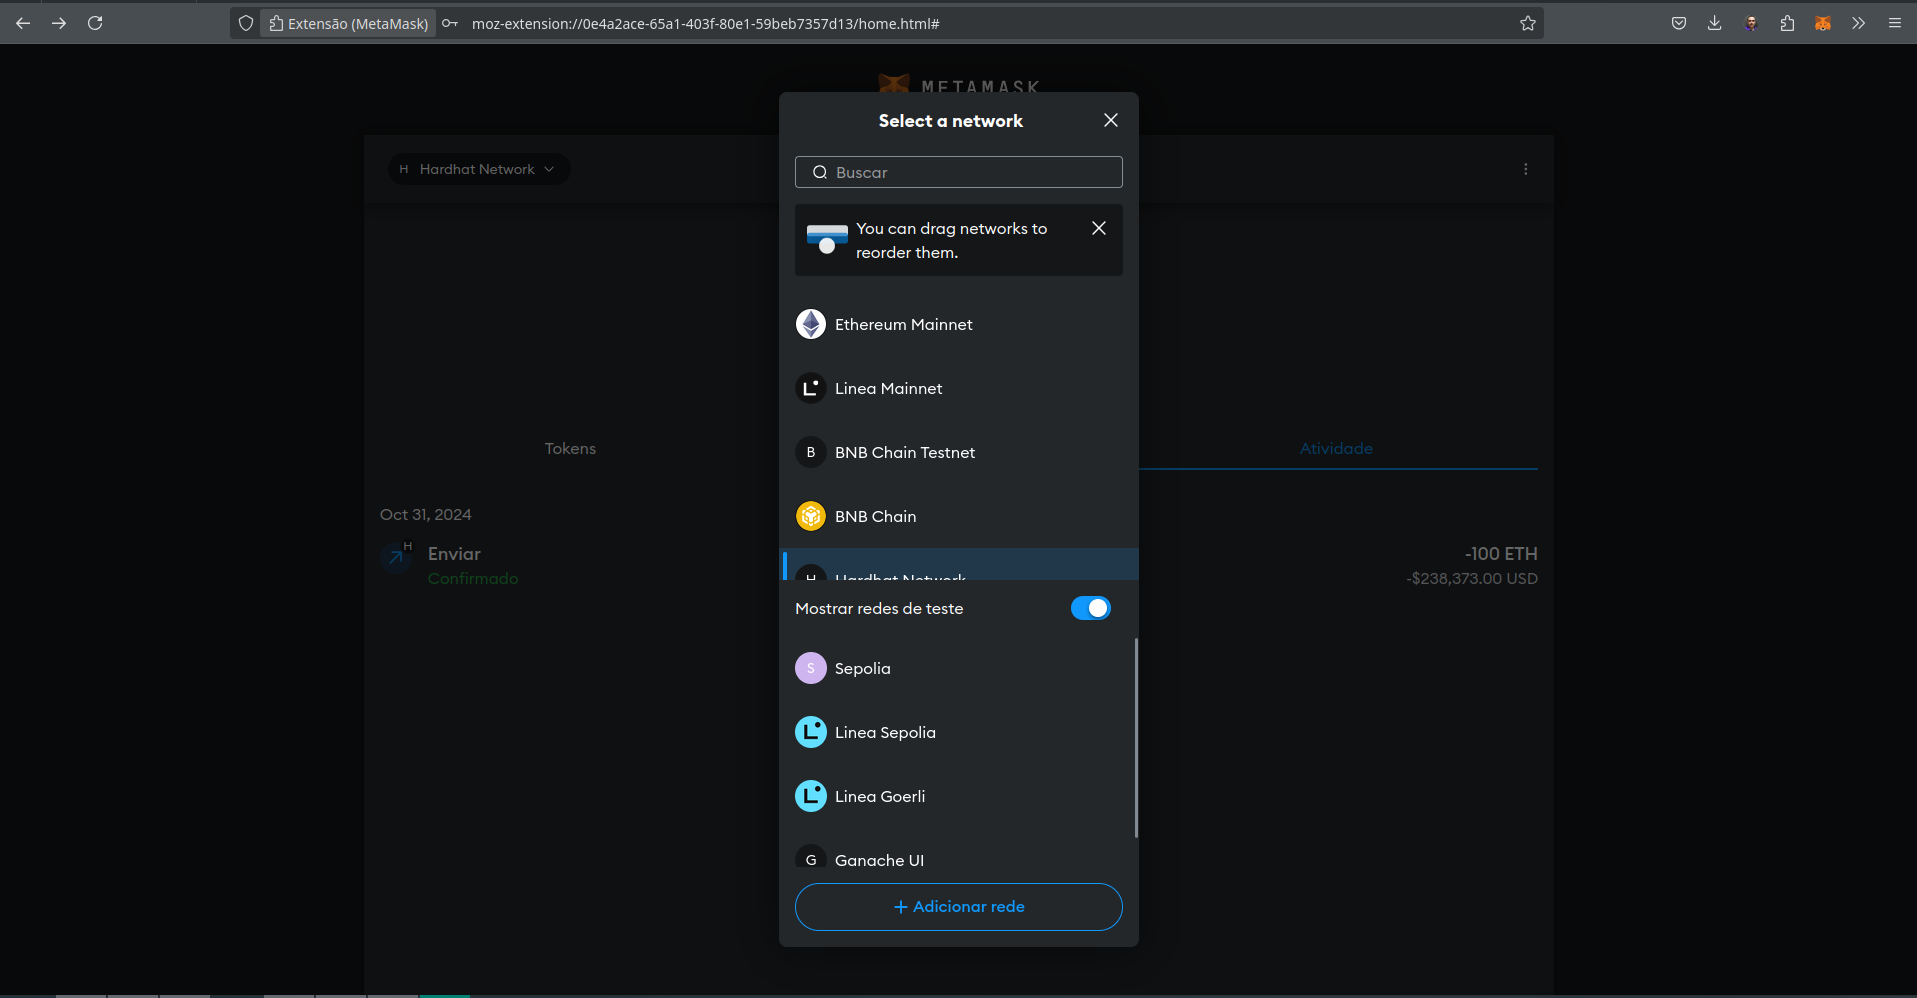 Extensão (MetaMask)
moz-extension://0e4a2ace-65a1-403f-80e1-59beb7357d13/home.html#
METAMASK
Select a network
H Hardhat Network
Buscar
You can drag networks to
reorder them.
Ethereum Mainnet
Linea Mainnet
B BNB Chain Testnet
BNB Chain
H Hardhat Network
Mostrar redes de teste
S Sepolia
Linea Sepolia
Linea Goerli
G Ganache UI
+ Adicionar rede
Tokens
Atividade
Oct 31, 2024
H
Enviar
-100 ETH
Confirmado
-$238,373.00 USD